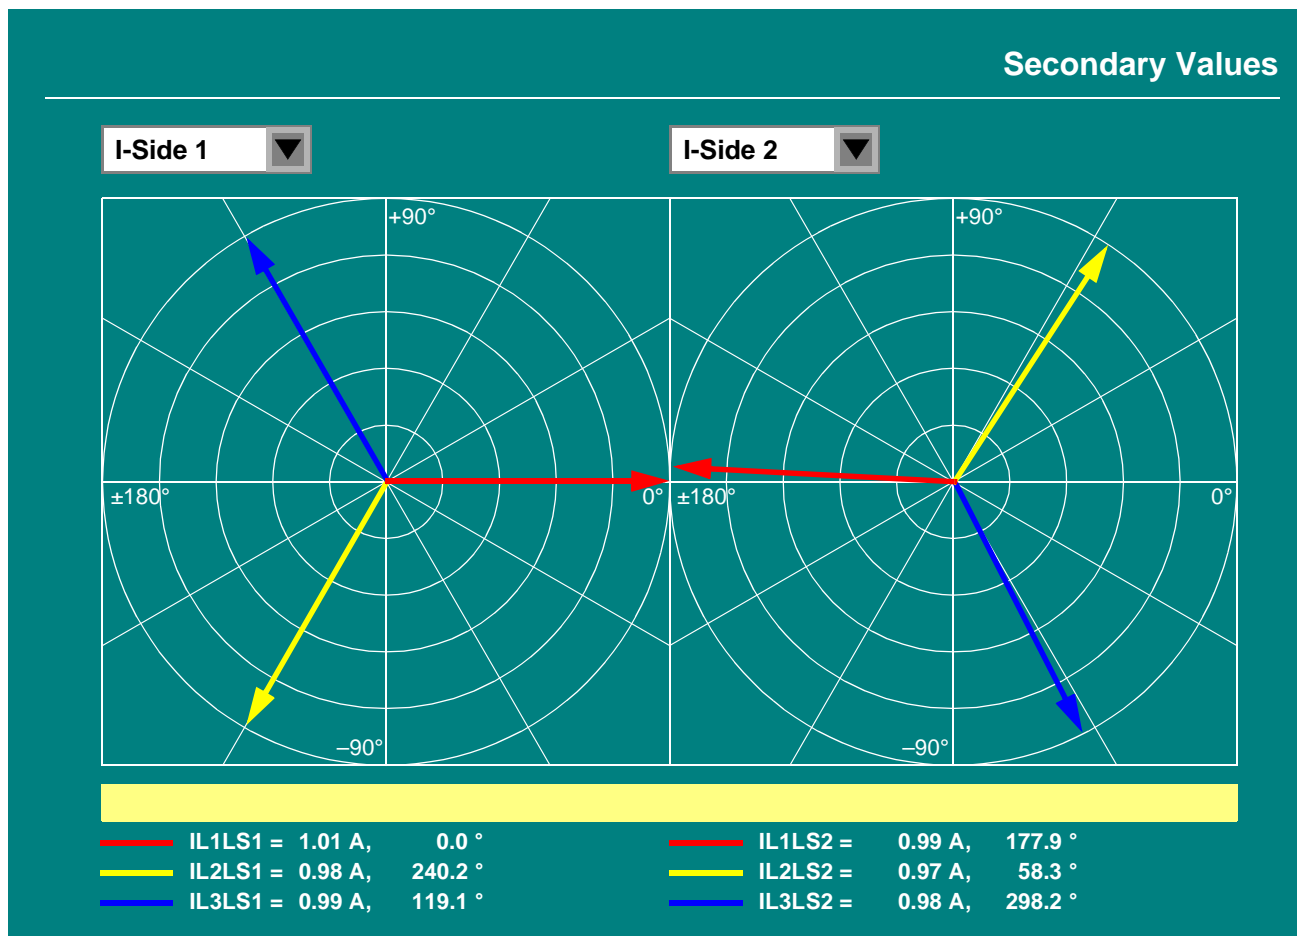 Secondary Values
I-Side 1
I-Side 2
+90°
+90°
±180°
0°
±180°
0°
–90°
–90°
IL1LS1 = 1.01 A, 0.0 °
IL2LS1 = 0.98 A, 240.2 °
IL3LS1 = 0.99 A, 119.1 °
IL1LS2 = 0.99 A, 177.9 °
IL2LS2 = 0.97 A, 58.3 °
IL3LS2 = 0.98 A, 298.2 °